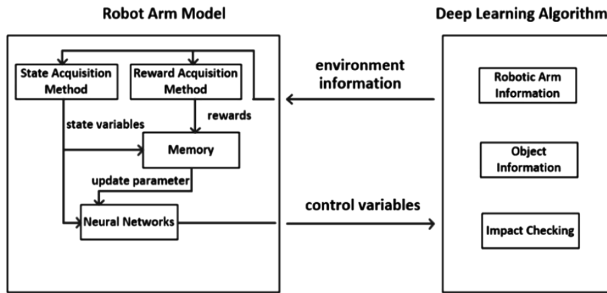 Robot Arm Model
Deep Learning Algorithm
State Acquisition
Method
Reward Acquisition
Method
state variables
rewards
Memory
update parameter
Neural Networks
environment
information
control variables
Robotic Arm
Information
Object
Information
Impact Checking